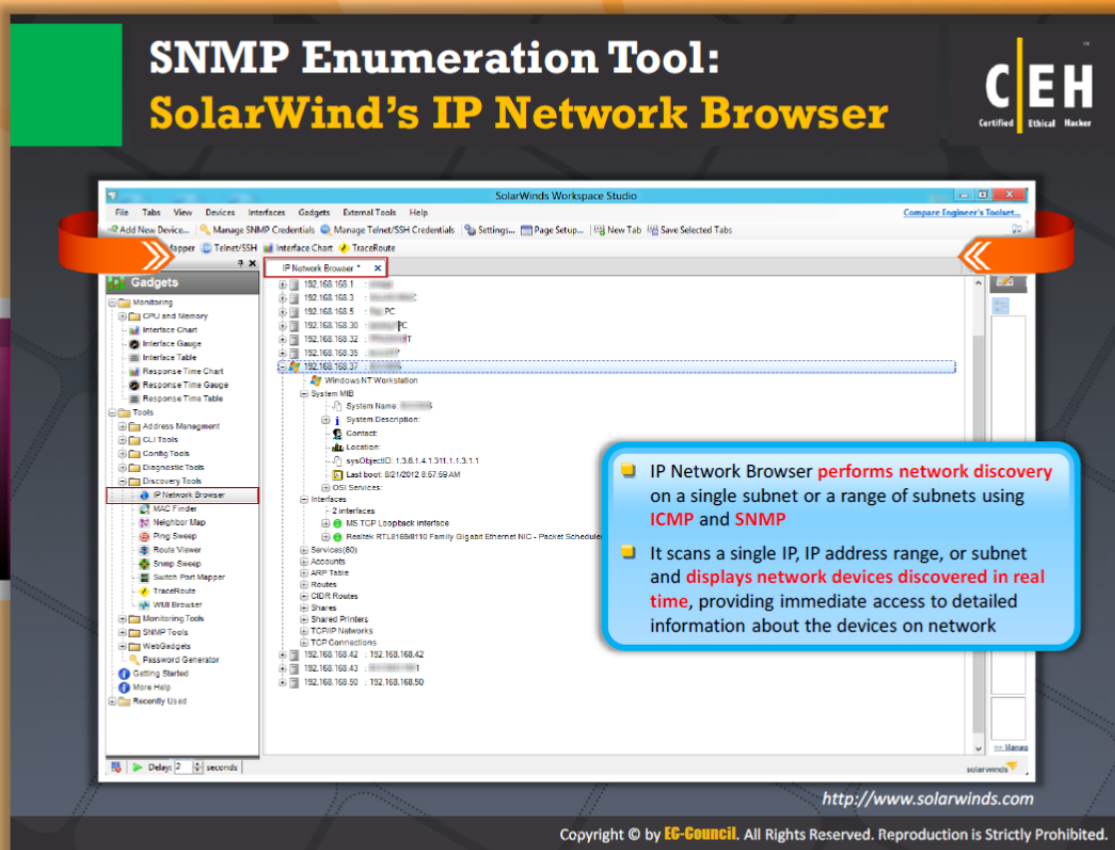 SNMP Enumeration Tool:
SolarWind's IP Network Browser
CEH
TM
Certified Ethical Hacker
SolarWinds Workspace Studio
File Tabs View Devices Interfaces Gadgets External Tools Help
Compare Engineer's Toolset...
Add New Device... Manage SNMP Credentials Manage Telnet/SSH Credentials Settings... Page Setup... New Tab Save Selected Tabs
Mapper Telnet/SSH Interface Chart TraceRoute
Gadgets
Monitoring
CPU and Memory
Interface Chart
Interface Gauge
Interface Table
Response Time Chart
Response Time Gauge
Response Time Table
Tools
Address Managment
CLI Tools
Config Tools
Diagnostic Tools
Discovery Tools
IP Network Browser
MAC Finder
Neighbor Map
Ping Sweep
Route Viewer
Snmp Sweep
Switch Port Mapper
TraceRoute
WMI Browser
Monitoring Tools
SNMP Tools
WebGadgets
Password Generator
Getting Started
More Help
Recently Used
IP Network Browser *
192.168.168.1 :
192.168.168.3 :
192.168.168.5 : PC
192.168.168.30 : PC
192.168.168.32 :
192.168.168.35 :
192.168.168.37 :
Windows NT Workstation
System MIB
System Name:
System Description:
Contact:
Location:
sysObjectID: 1.3.6.1.4.1.311.1.1.3.1.1
Last boot: 8/21/2012 8:57:59 AM
OSI Services:
Interfaces
2 interfaces
MS TCP Loopback interface
Realtek RTL8168/8110 Family Gigabit Ethernet NIC - Packet Scheduler
Services(60)
Accounts
ARP Table
Routes
CIDR Routes
Shares
Shared Printers
TCP/IP Networks
TCP Connections
192.168.168.42 : 192.168.168.42
192.168.168.43 :
192.168.168.50 : 192.168.168.50
IP Network Browser performs network discovery
on a single subnet or a range of subnets using
ICMP and SNMP
It scans a single IP, IP address range, or subnet
and displays network devices discovered in real
time, providing immediate access to detailed
information about the devices on network
>> Manag
Delay: 2 seconds
solarwinds
http://www.solarwinds.com
Copyright © by EC-Council. All Rights Reserved. Reproduction is Strictly Prohibited.